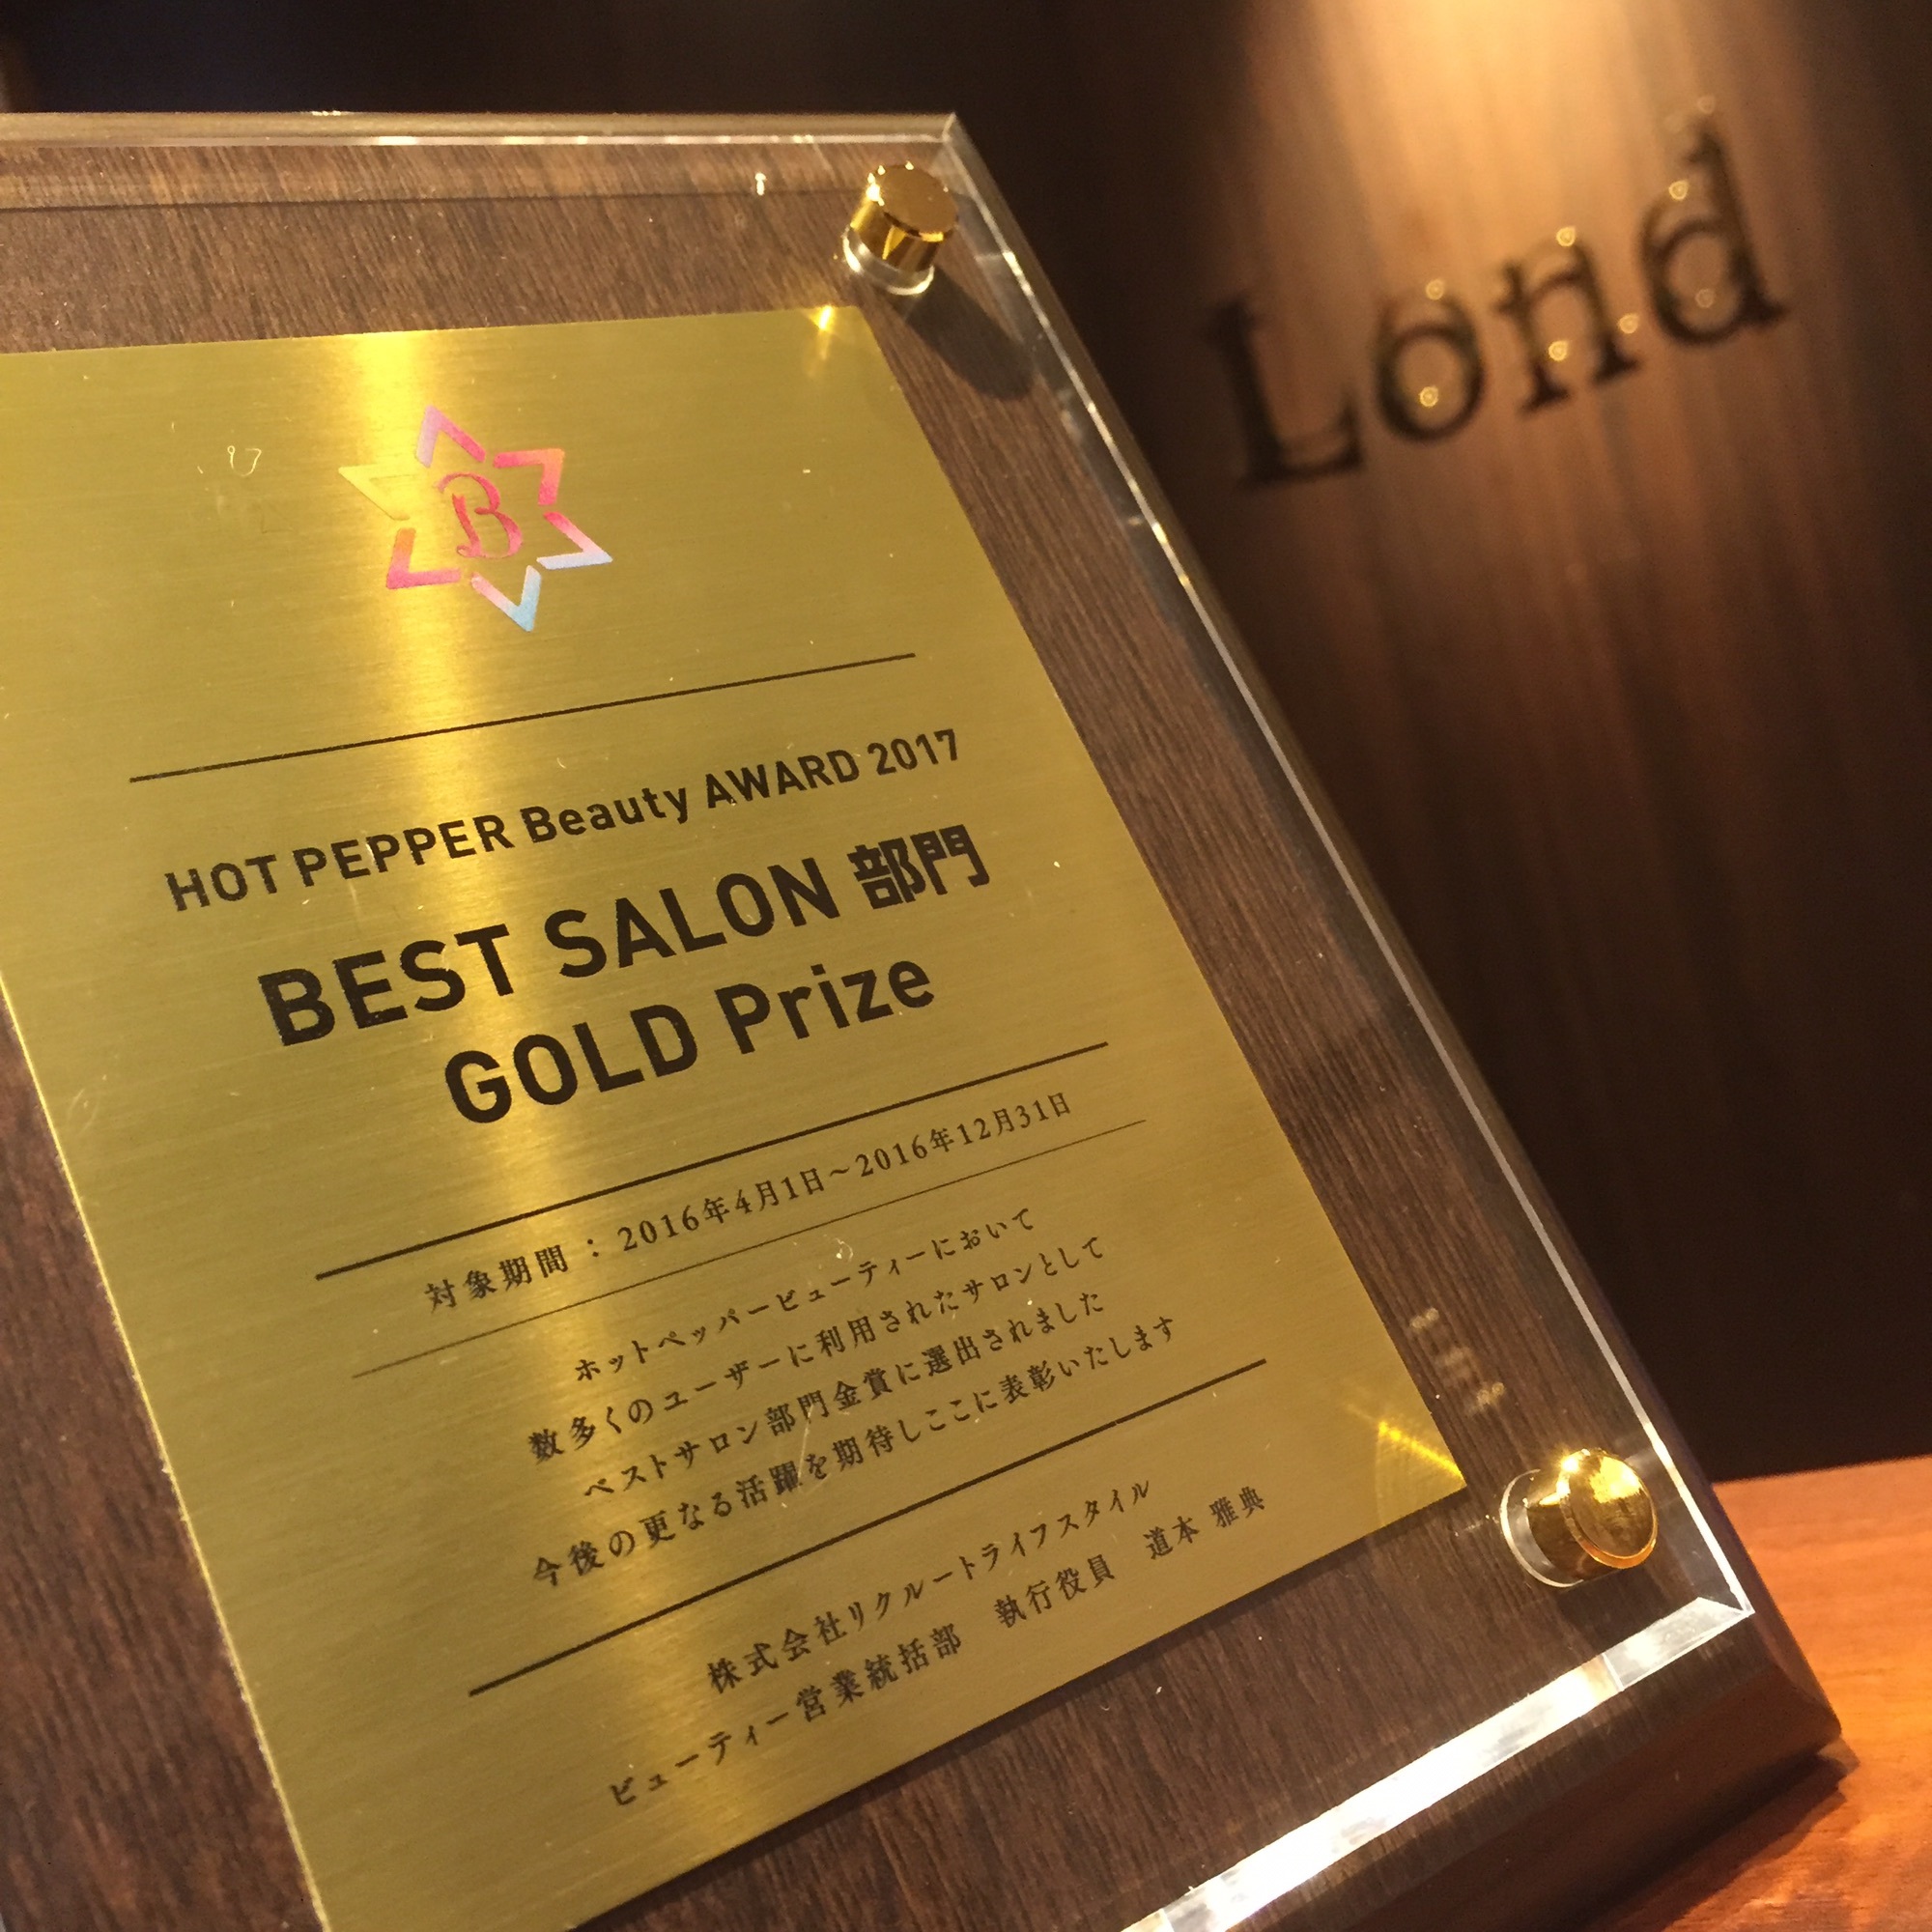 Lond
B
HOT PEPPER Beauty AWARD 2017
BEST SALON 部門
GOLD Prize
対象期間：2016年4月1日〜2016年12月31日
ホットペッパービューティーにおいて
数多くのユーザーに利用されたサロンとして
ベストサロン部門金賞に選出されました
今後の更なる活躍を期待しここに表彰いたします
株式会社リクルートライフスタイル
ビューティー営業統括部 執行役員 道本 雅典